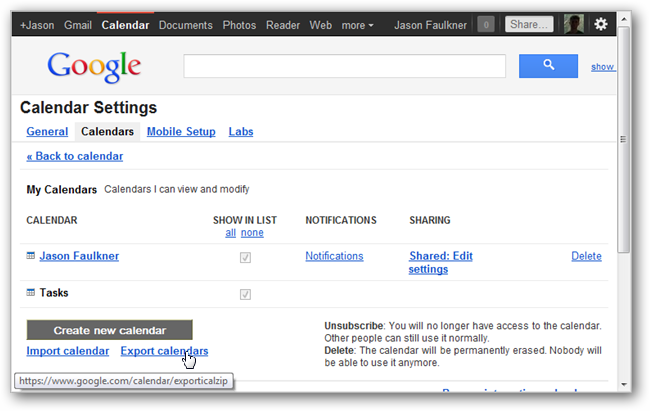 +Jason Gmail Calendar Documents Photos Reader Web more Jason Faulkner 0 Share...
Google
show
Calendar Settings
General Calendars Mobile Setup Labs
« Back to calendar
My Calendars Calendars I can view and modify
CALENDAR SHOW IN LIST NOTIFICATIONS SHARING
all none
Jason Faulkner Notifications Shared: Edit Delete
settings
Tasks
Create new calendar
Import calendar Export calendars
Unsubscribe: You will no longer have access to the calendar.
Other people can still use it normally.
Delete: The calendar will be permanently erased. Nobody will
be able to use it anymore.
https://www.google.com/calendar/exporticalzip